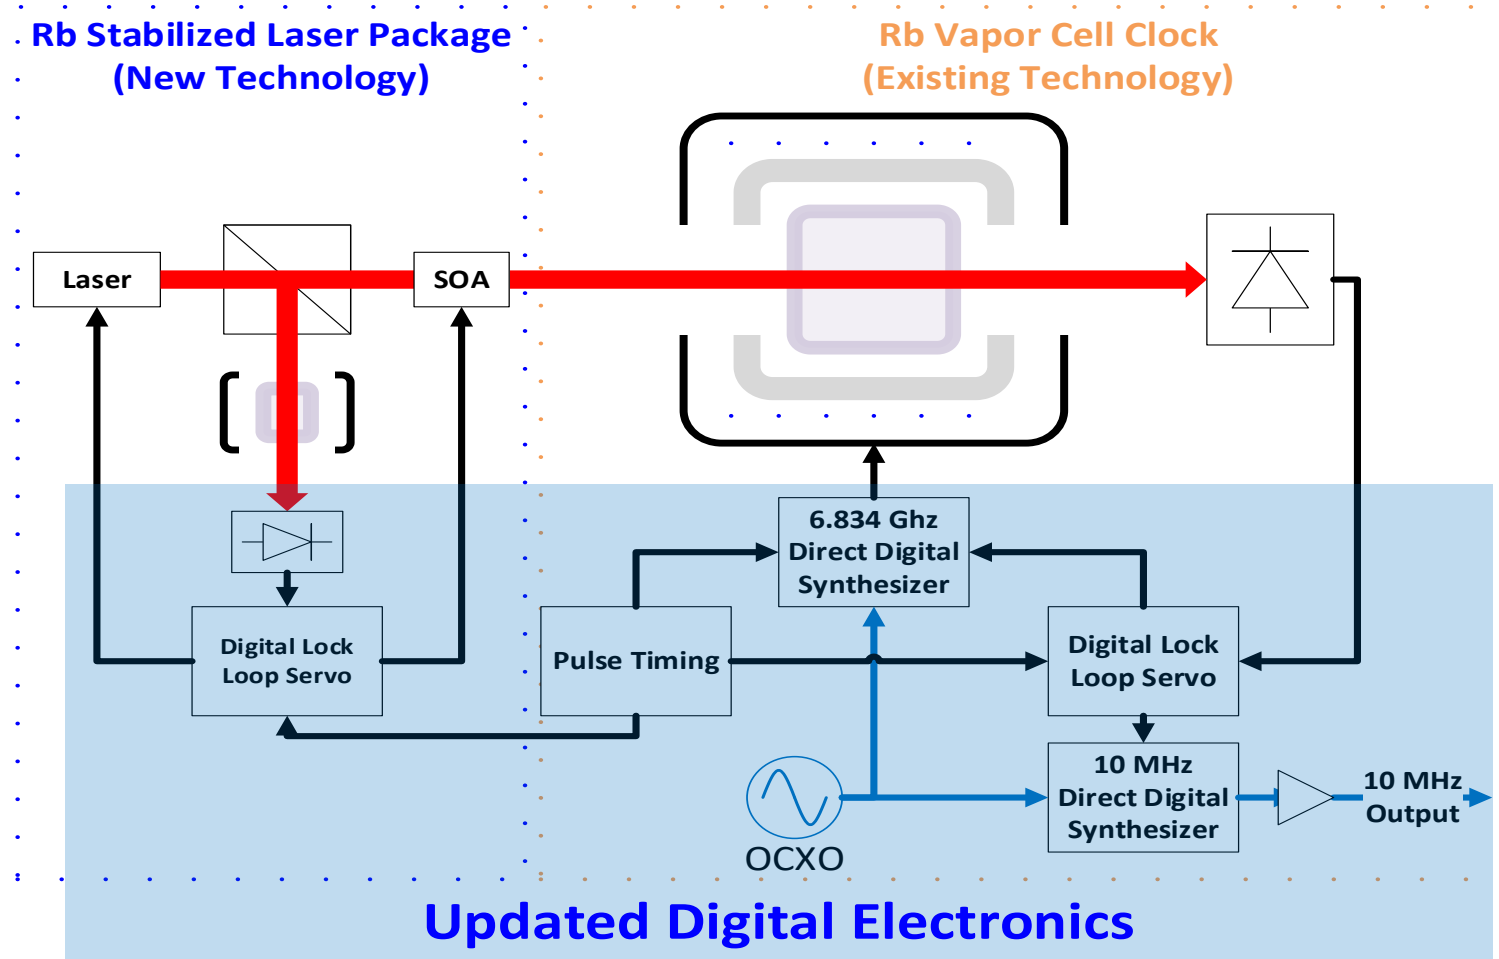 Rb Stabilized Laser Package
(New Technology)
Rb Vapor Cell Clock
(Existing Technology)
Laser
SOA
6.834 Ghz
Direct Digital
Synthesizer
Digital Lock
Loop Servo
Pulse Timing
Digital Lock
Loop Servo
10 MHz
Direct Digital
Synthesizer
10 MHz
Output
OCXO
Updated Digital Electronics